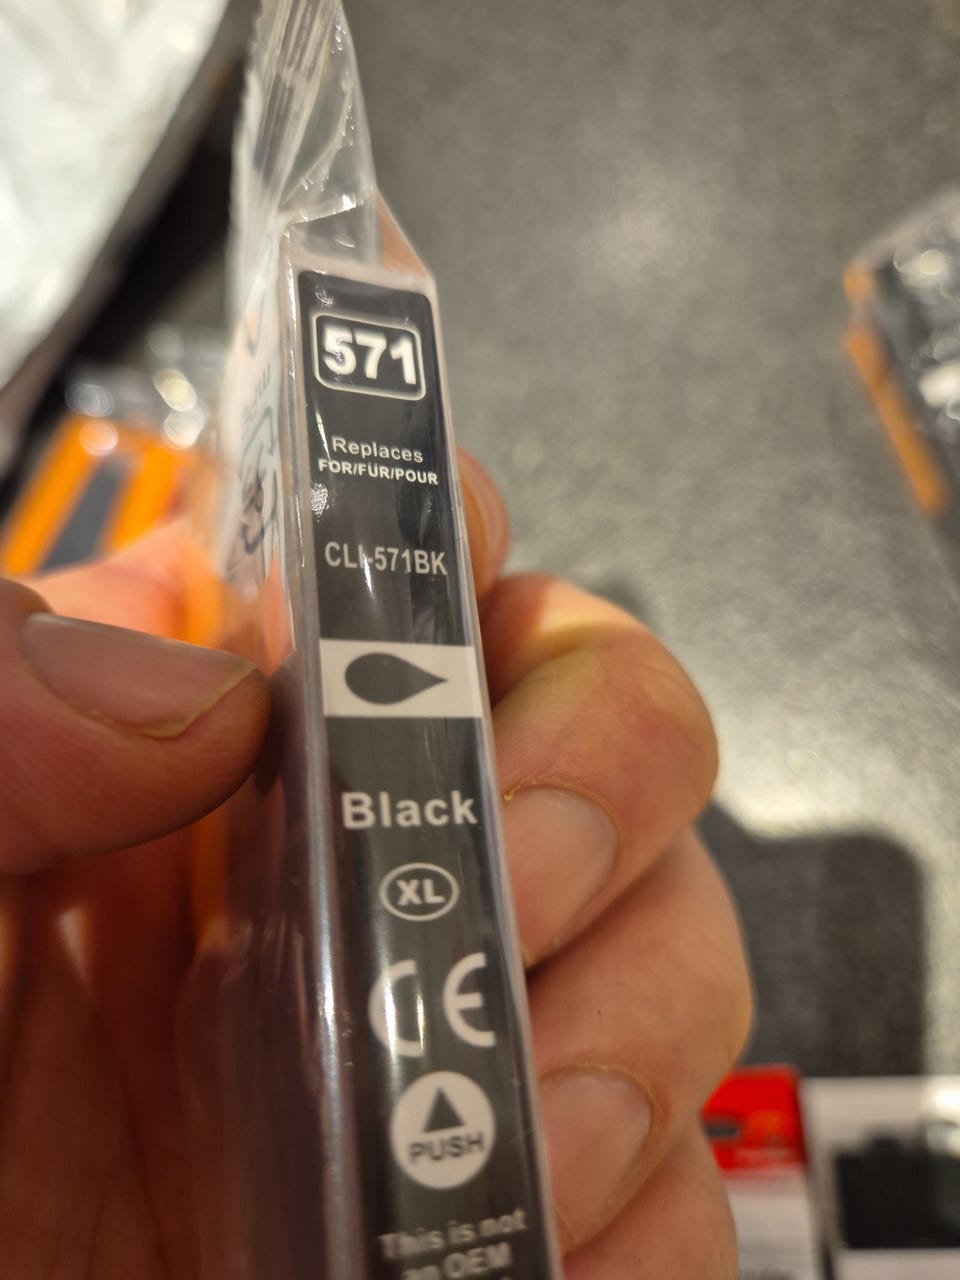 571
Replaces
FOR/FÜR/POUR
CLI-571BK
Black
XL
CE
PUSH
This is not
an OEM